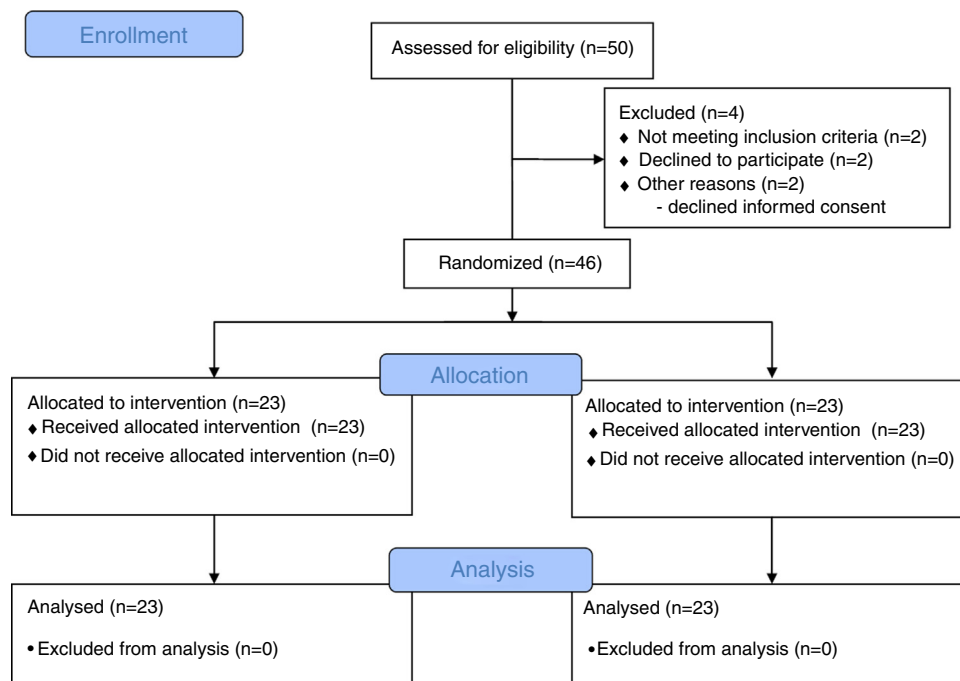 Enrollment
Assessed for eligibility (n=50)
Excluded (n=4)
♦ Not meeting inclusion criteria (n=2)
♦ Declined to participate (n=2)
♦ Other reasons (n=2)
- declined informed consent
Randomized (n=46)
Allocation
Allocated to intervention (n=23)
♦ Received allocated intervention (n=23)
♦ Did not receive allocated intervention (n=0)
Allocated to intervention (n=23)
♦ Received allocated intervention (n=23)
♦ Did not receive allocated intervention (n=0)
Analysis
Analysed (n=23)
• Excluded from analysis (n=0)
Analysed (n=23)
• Excluded from analysis (n=0)